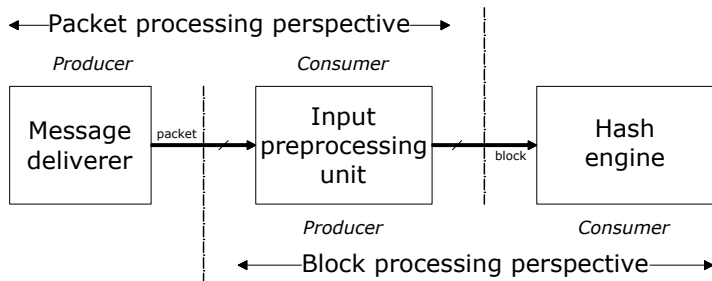 Packet processing perspective
Producer
Consumer
Message
deliverer
packet
Input
preprocessing
unit
block
Hash
engine
Producer
Consumer
Block processing perspective